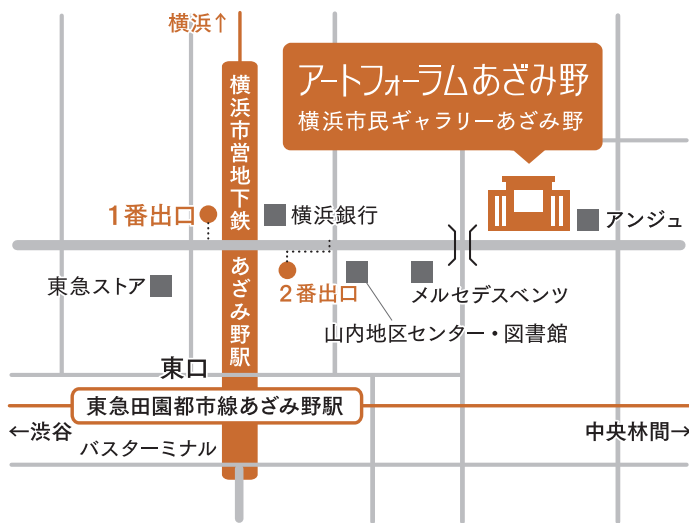 横浜↑
アートフォーラムあざみ野
横浜市民ギャラリーあざみ野
横浜市営地下鉄 あざみ野駅
1番出口
横浜銀行
アンジュ
東急ストア
2番出口
メルセデスベンツ
山内地区センター・図書館
東口
東急田園都市線あざみ野駅
←渋谷
中央林間→
バスターミナル